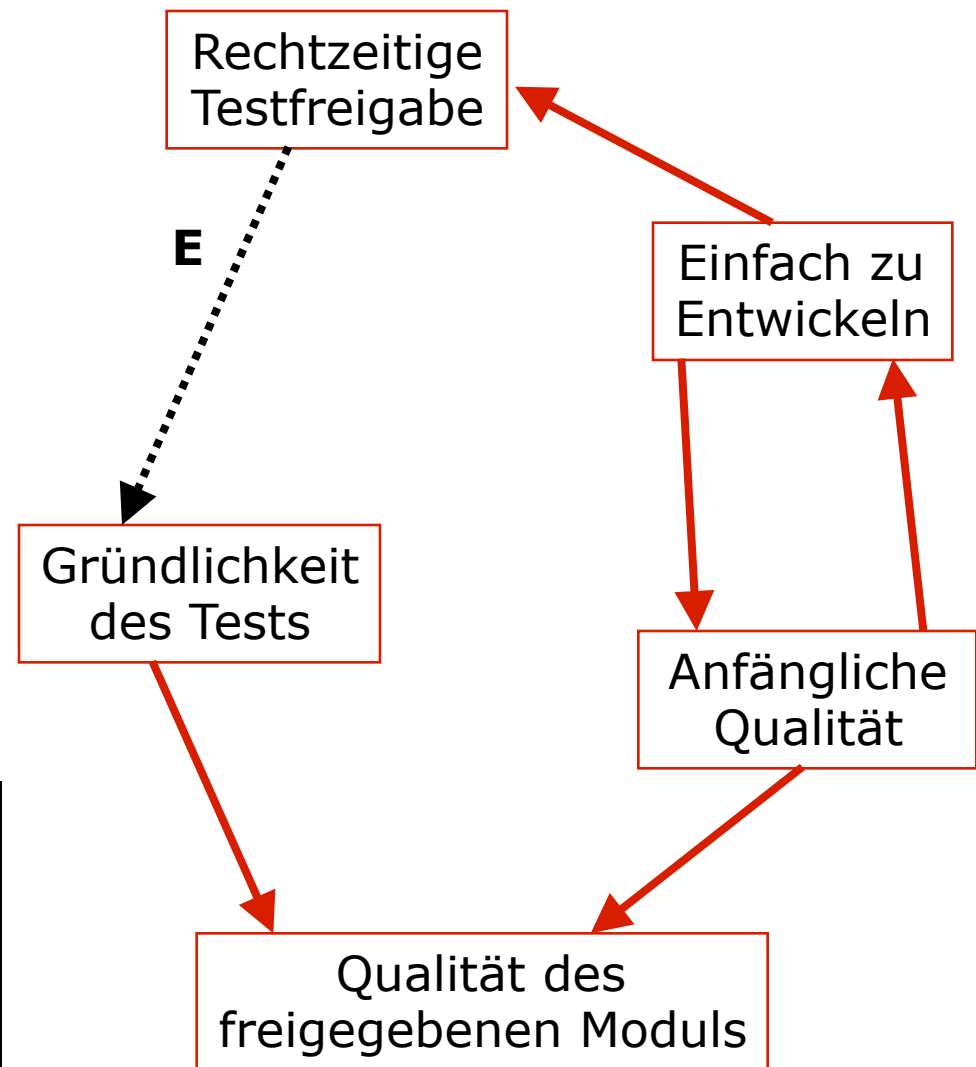 Rechtzeitige
Testfreigabe
E
Einfach zu
Entwickeln
Gründlichkeit
des Tests
Anfängliche
Qualität
Qualität des
freigegebenen Moduls